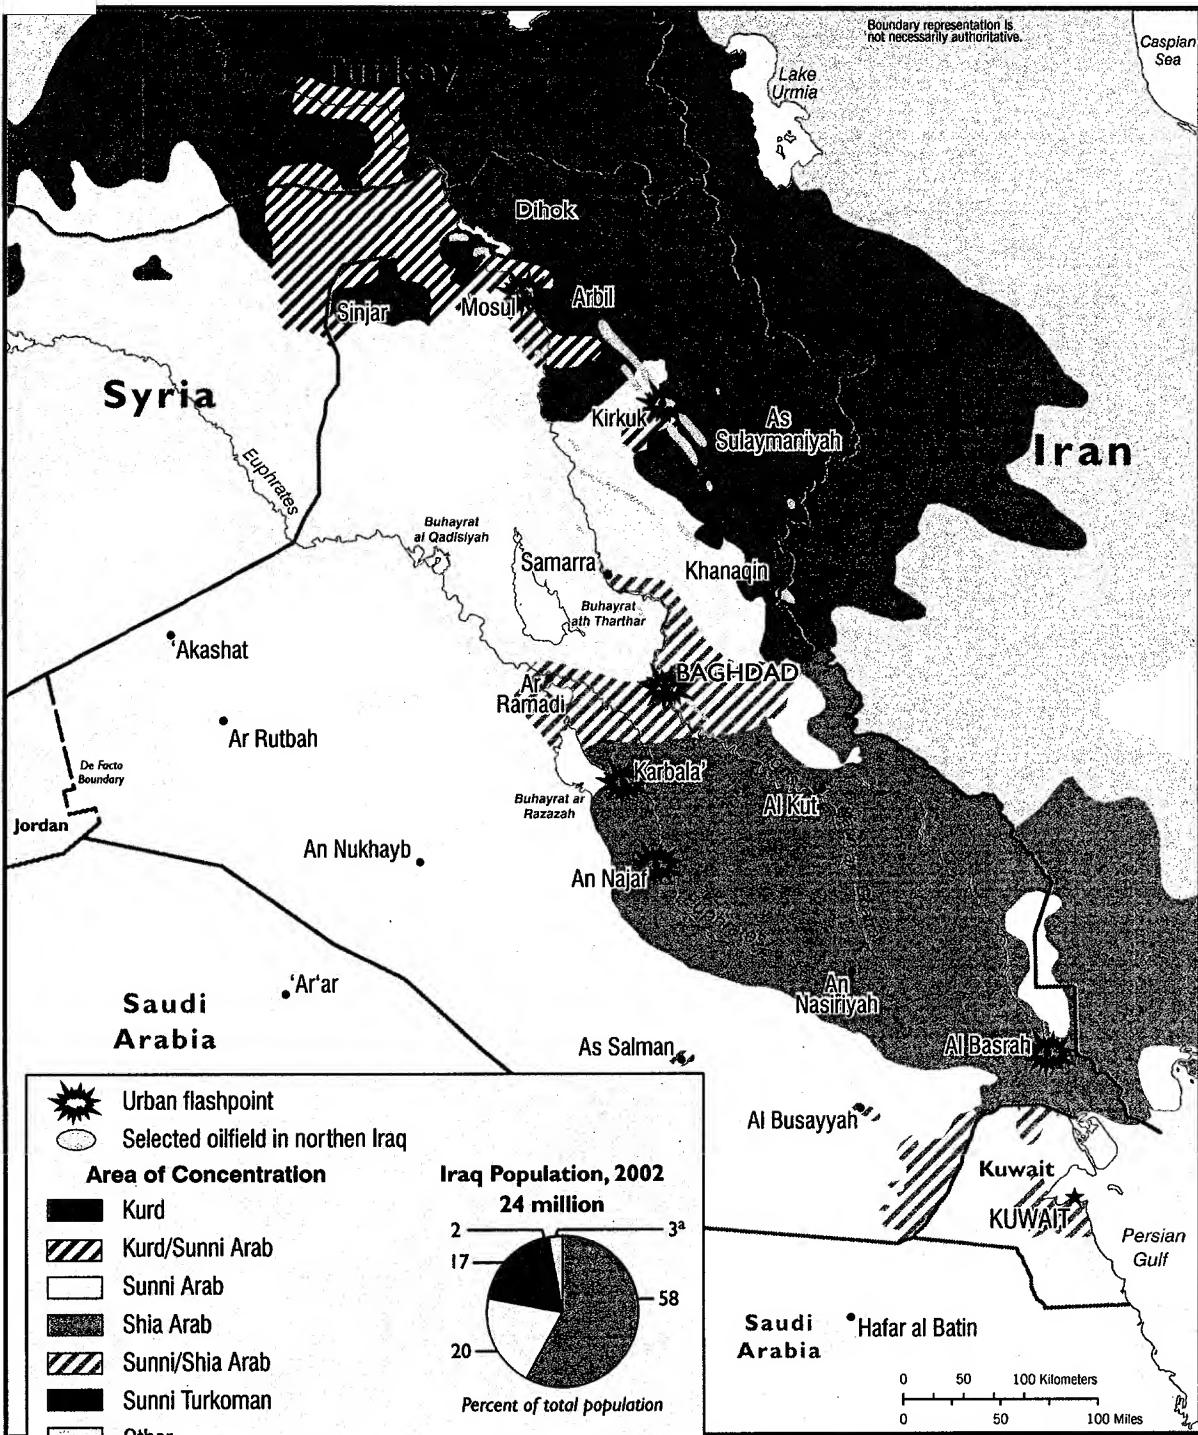 Boundary representation is
not necessarily authoritative.
Caspian
Sea
Turkey
Lake
Urmia
Dihok
Sinjar
Mosul
Arbil
Syria
Kirkuk
As
Sulaymaniyah
Iran
Euphrates
Buhayrat
al Qadisiyah
Samarra'
Khanaqin
Buhayrat
ath Tharthar
'Akashat
BAGHDAD
Ar
Ramadi
Ar Rutbah
De Facto
Boundary
Karbala'
Buhayrat ar
Razazah
Al Kut
Jordan
An Nukhayb
An Najaf
'Ar'ar
An
Nasiriyah
Saudi
Arabia
As Salman
Al Basrah
Al Busayyah
Kuwait
KUWAIT
Persian
Gulf
Saudi
Arabia
Hafar al Batin
0 50 100 Kilometers
0 50 100 Miles
Urban flashpoint
Selected oilfield in northen Iraq
Area of Concentration
Kurd
Kurd/Sunni Arab
Sunni Arab
Shia Arab
Sunni/Shia Arab
Sunni Turkoman
Other
Iraq Population, 2002
24 million
2
3ª
17
58
20
Percent of total population